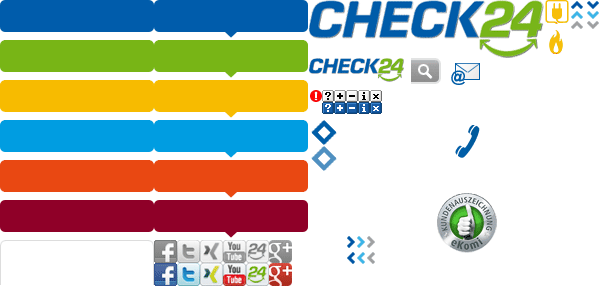 CHECK24
CHECK24
@
! ? + − i ×
? + − i ×
KUNDENAUSZEICHNUNG
eKomi
f t X You Tube 24 g+
f t X You Tube 24 g+